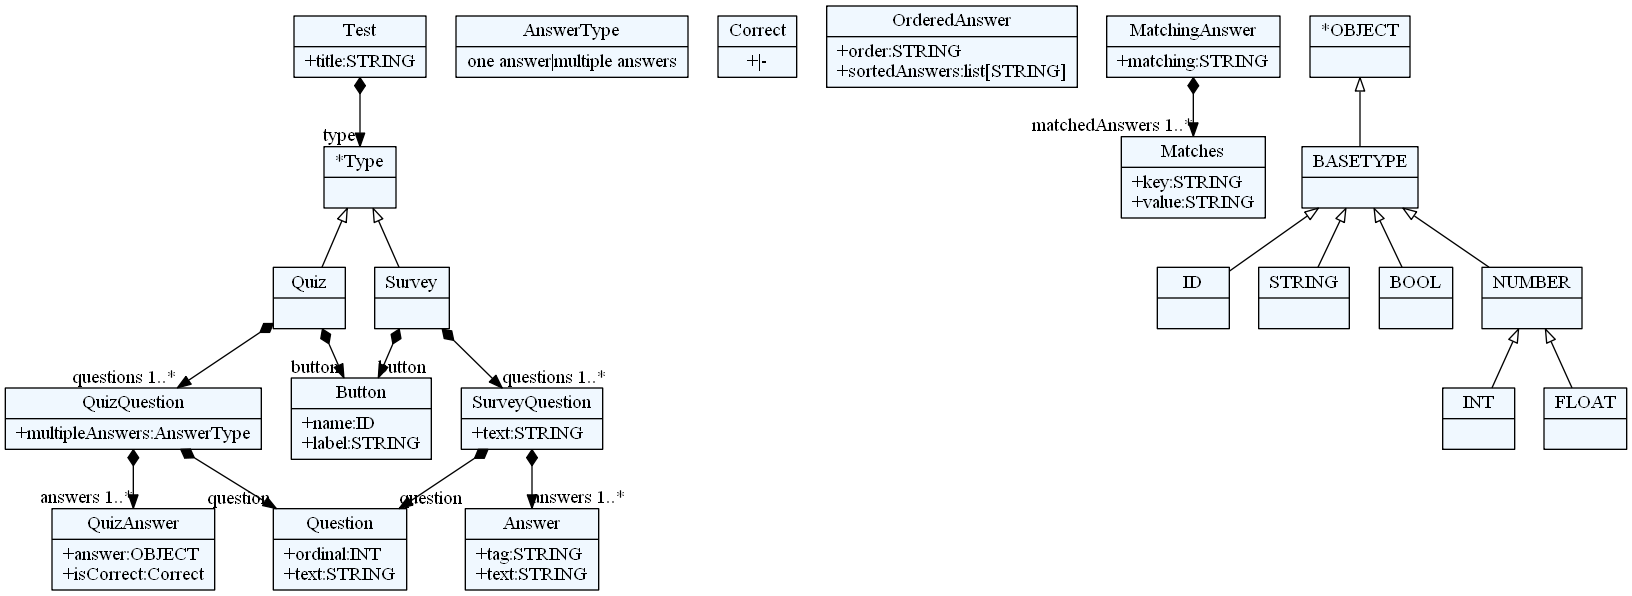 Test
+title:STRING
AnswerType
one answer|multiple answers
Correct
+|-
OrderedAnswer
+order:STRING
+sortedAnswers:list[STRING]
MatchingAnswer
+matching:STRING
*OBJECT
type
matchedAnswers 1..*
*Type
Matches
+key:STRING
+value:STRING
BASETYPE
Quiz
Survey
ID
STRING
BOOL
NUMBER
questions 1..*
button
button
questions 1..*
QuizQuestion
+multipleAnswers:AnswerType
Button
+name:ID
+label:STRING
SurveyQuestion
+text:STRING
INT
FLOAT
answers 1..*
question
question
answers 1..*
QuizAnswer
+answer:OBJECT
+isCorrect:Correct
Question
+ordinal:INT
+text:STRING
Answer
+tag:STRING
+text:STRING